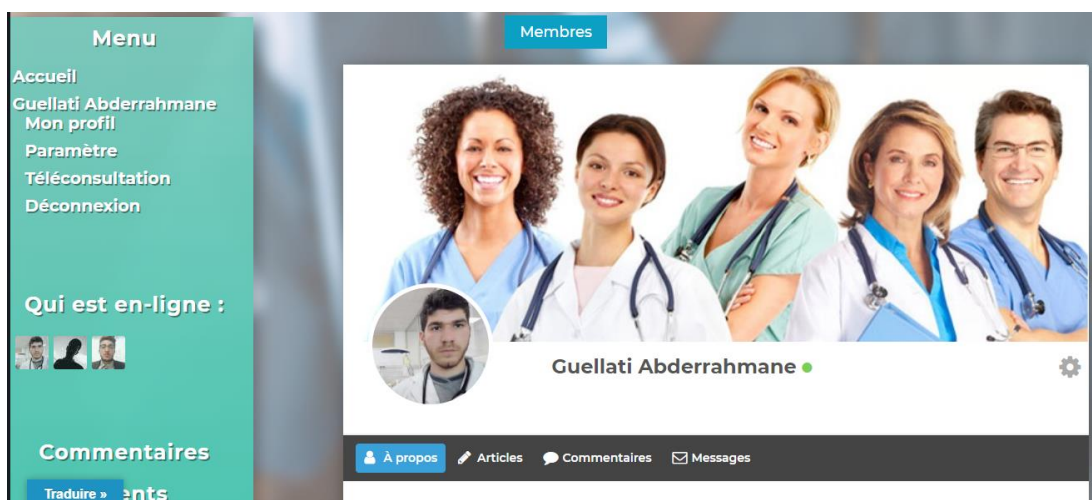 Menu
Accueil
Guellati Abderrahmane
Mon profil
Paramètre
Téléconsultation
Déconnexion
Qui est en-ligne :
Commentaires
Traduire »
Membres
Guellati Abderrahmane
À propos
Articles
Commentaires
Messages